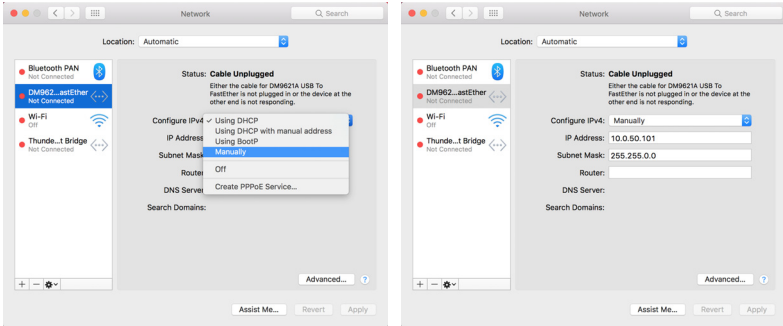 Network
Search
Location: Automatic
Bluetooth PAN
Not Connected
DM962...astEther
Not Connected
Wi-Fi
Off
Thunde...t Bridge
Not Connected
Status: Cable Unplugged
Either the cable for DM9621A USB To
FastEther is not plugged in or the device at the
other end is not responding.
Configure IPv4
✓ Using DHCP
Using DHCP with manual address
Using BootP
Manually
Off
Create PPPoE Service...
IP Address
Subnet Mask
Router
DNS Server
Search Domains:
Advanced... ?
+ −
Assist Me... Revert Apply
Network
Search
Location: Automatic
Bluetooth PAN
Not Connected
DM962...astEther
Not Connected
Wi-Fi
Off
Thunde...t Bridge
Not Connected
Status: Cable Unplugged
Either the cable for DM9621A USB To
FastEther is not plugged in or the device at the
other end is not responding.
Configure IPv4: Manually
IP Address: 10.0.50.101
Subnet Mask: 255.255.0.0
Router:
DNS Server:
Search Domains:
Advanced... ?
+ −
Assist Me... Revert Apply